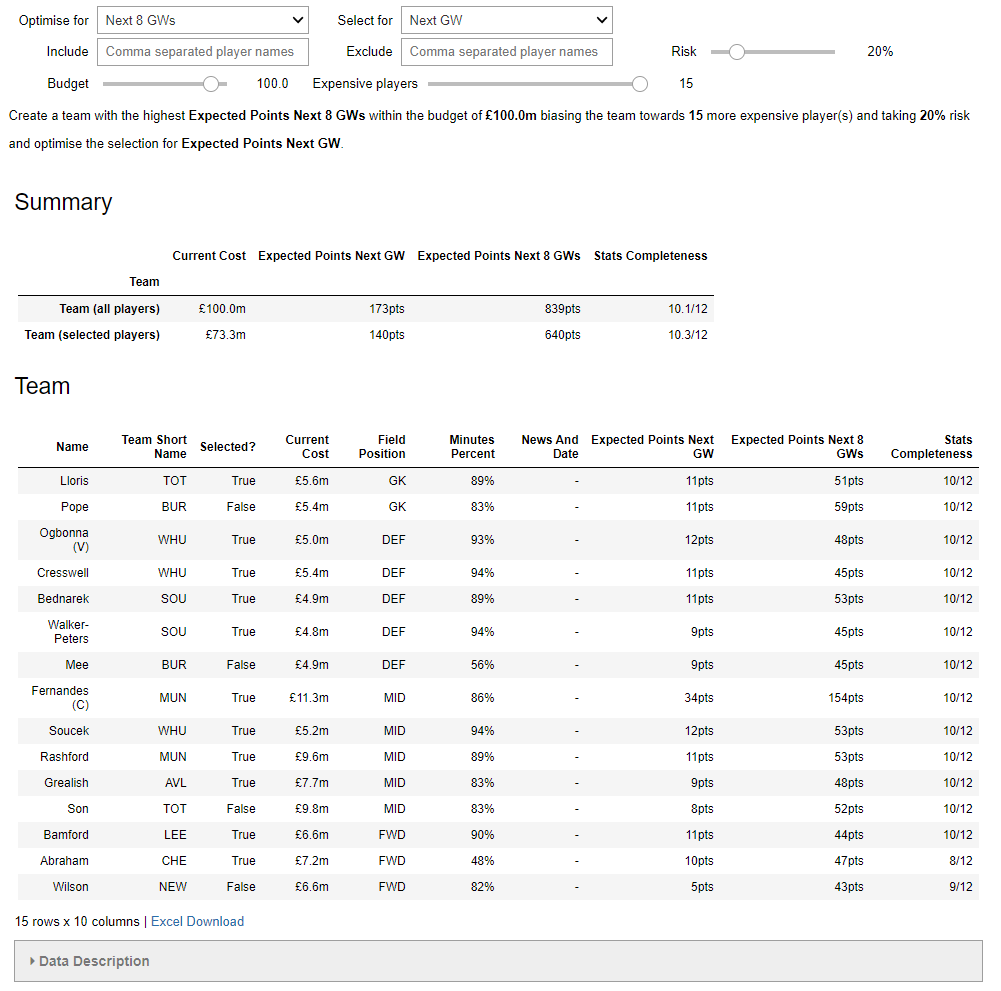 Optimise for Next 8 GWs Select for Next GW
Include Comma separated player names Exclude Comma separated player names Risk 20%
Budget 100.0 Expensive players 15
Create a team with the highest Expected Points Next 8 GWs within the budget of £100.0m biasing the team towards 15 more expensive player(s) and taking 20% risk
and optimise the selection for Expected Points Next GW.
Summary
Current Cost Expected Points Next GW Expected Points Next 8 GWs Stats Completeness
Team
Team (all players) £100.0m 173pts 839pts 10.1/12
Team (selected players) £73.3m 140pts 640pts 10.3/12
Team
Name Team Short Name Selected? Current Cost Field Position Minutes Percent News And Date Expected Points Next GW Expected Points Next 8 GWs Stats Completeness
Lloris TOT True £5.6m GK 89% - 11pts 51pts 10/12
Pope BUR False £5.4m GK 83% - 11pts 59pts 10/12
Ogbonna (V) WHU True £5.0m DEF 93% - 12pts 48pts 10/12
Cresswell WHU True £5.4m DEF 94% - 11pts 45pts 10/12
Bednarek SOU True £4.9m DEF 89% - 11pts 53pts 10/12
Walker-Peters SOU True £4.8m DEF 94% - 9pts 45pts 10/12
Mee BUR False £4.9m DEF 56% - 9pts 45pts 10/12
Fernandes (C) MUN True £11.3m MID 86% - 34pts 154pts 10/12
Soucek WHU True £5.2m MID 94% - 12pts 53pts 10/12
Rashford MUN True £9.6m MID 89% - 11pts 53pts 10/12
Grealish AVL True £7.7m MID 83% - 9pts 48pts 10/12
Son TOT False £9.8m MID 83% - 8pts 52pts 10/12
Bamford LEE True £6.6m FWD 90% - 11pts 44pts 10/12
Abraham CHE True £7.2m FWD 48% - 10pts 47pts 8/12
Wilson NEW False £6.6m FWD 82% - 5pts 43pts 9/12
15 rows x 10 columns | Excel Download
Data Description